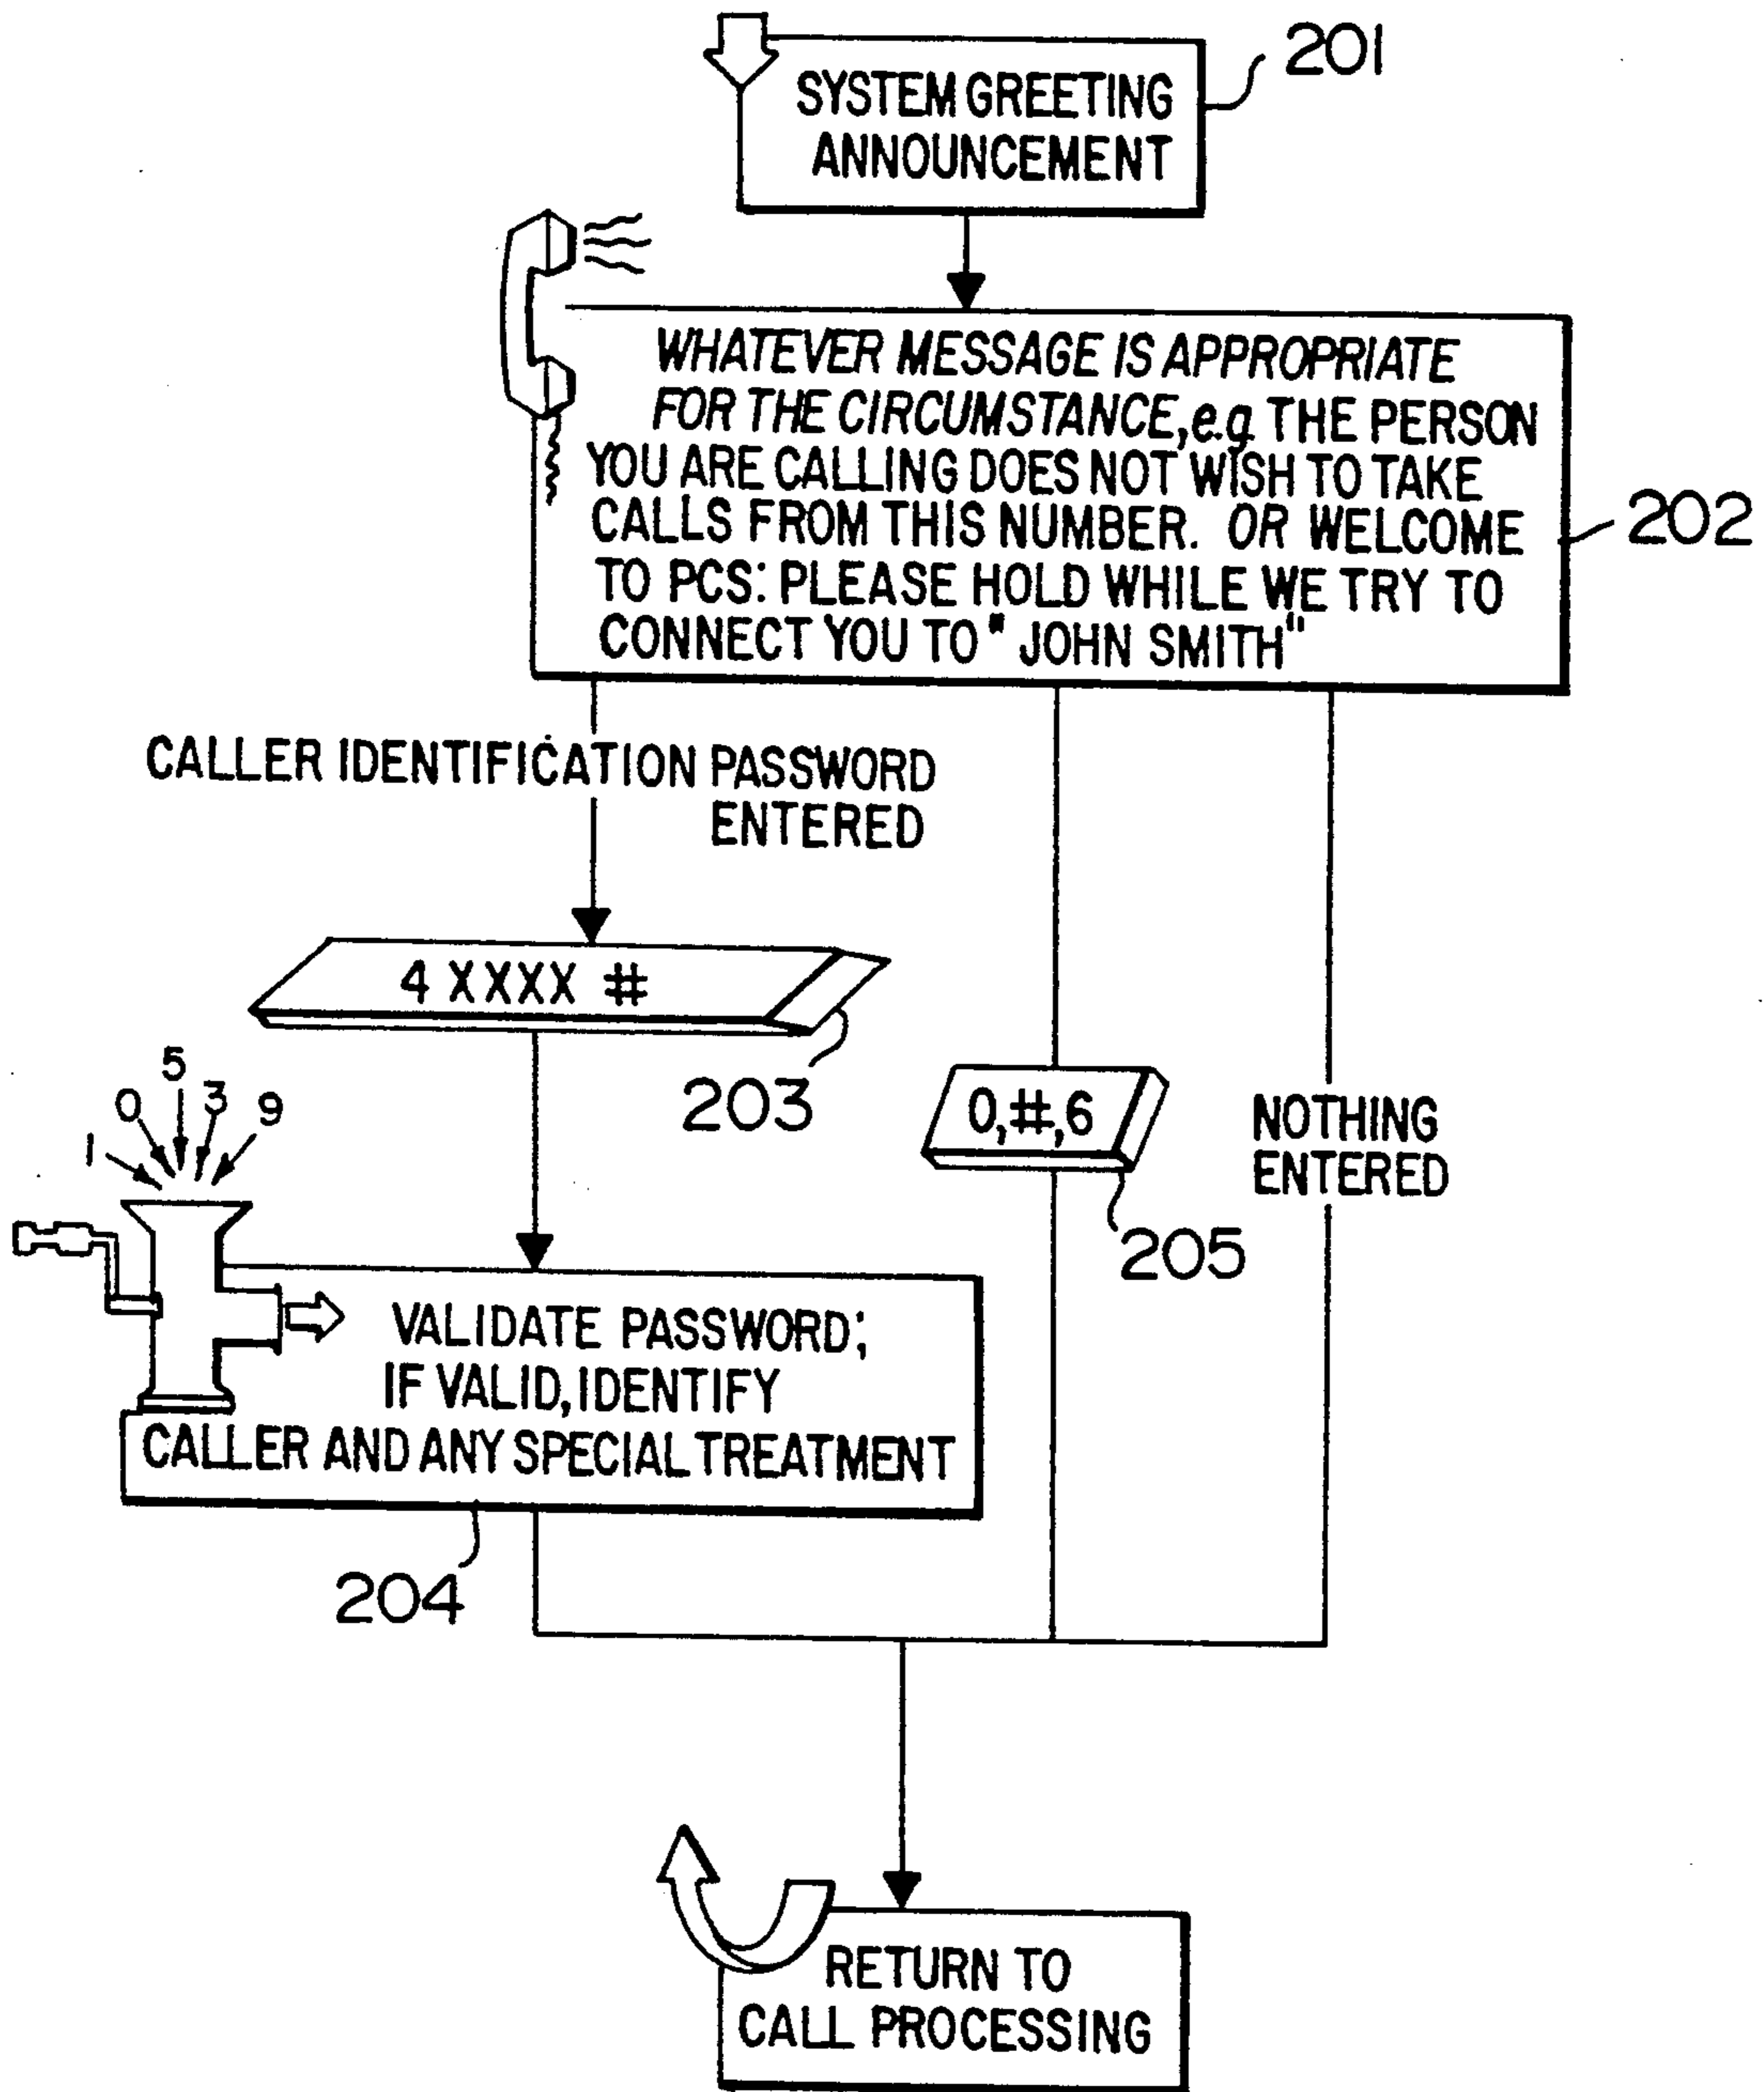 SYSTEM GREETING
ANNOUNCEMENT
201
WHATEVER MESSAGE IS APPROPRIATE
FOR THE CIRCUMSTANCE, e.g. THE PERSON
YOU ARE CALLING DOES NOT WISH TO TAKE
CALLS FROM THIS NUMBER. OR WELCOME
TO PCS: PLEASE HOLD WHILE WE TRY TO
CONNECT YOU TO "JOHN SMITH"
202
CALLER IDENTIFICATION PASSWORD
ENTERED
4 XXXX #
203
0,#,6
205
NOTHING
ENTERED
1 0 5 3 9
VALIDATE PASSWORD;
IF VALID, IDENTIFY
CALLER AND ANY SPECIAL TREATMENT
204
RETURN TO
CALL PROCESSING